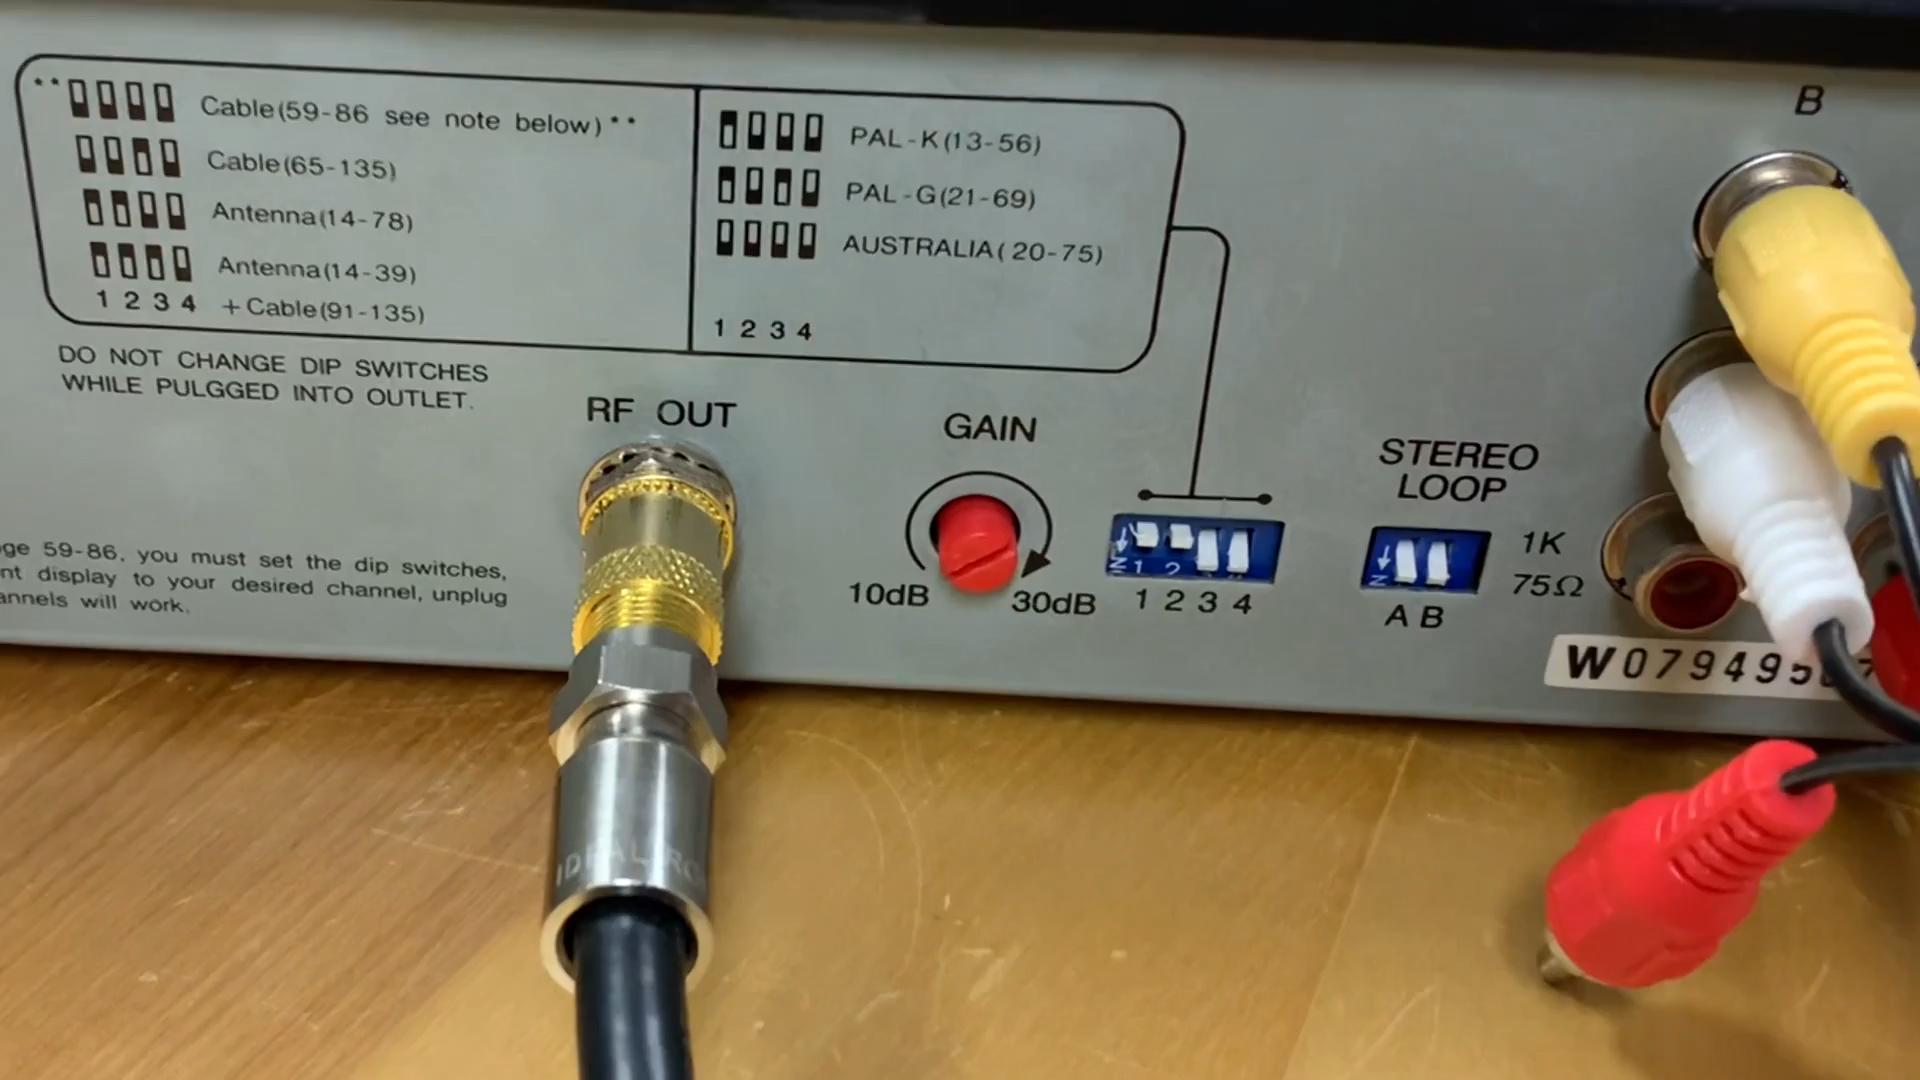 ** Cable(59-86 see note below)**
Cable(65-135)
Antenna(14-78)
Antenna(14-39)
1 2 3 4 +Cable(91-135)
PAL-K(13-56)
PAL-G(21-69)
AUSTRALIA(20-75)
1 2 3 4
DO NOT CHANGE DIP SWITCHES
WHILE PULGGED INTO OUTLET.
59-86, you must set the dip switches,
display to your desired channel, unplug
will work.
RF OUT
GAIN
10dB
30dB
1 2
1 2 3 4
STEREO
LOOP
1K
75Ω
A B
B